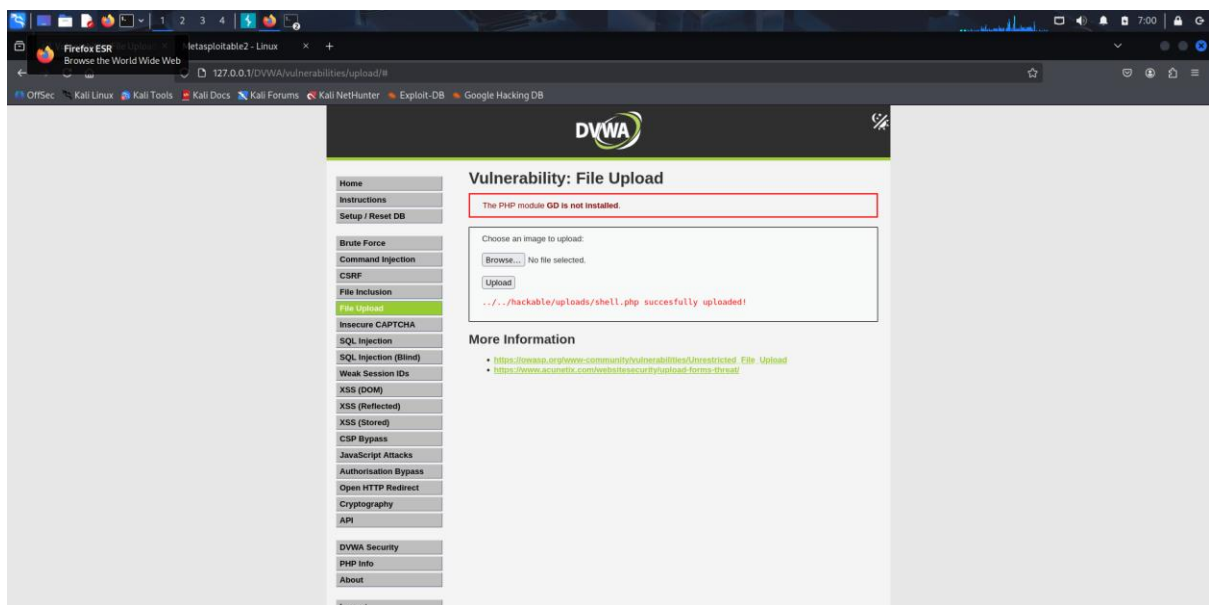 1 2 3 4
7:00
Firefox ESR
Browse the World Wide Web
Metasploitable2 - Linux
127.0.0.1/DVWA/vulnerabilities/upload/#
OffSec
Kali Linux
Kali Tools
Kali Docs
Kali Forums
Kali NetHunter
Exploit-DB
Google Hacking DB
DVWA
Home
Instructions
Setup / Reset DB
Brute Force
Command Injection
CSRF
File Inclusion
File Upload
Insecure CAPTCHA
SQL Injection
SQL Injection (Blind)
Weak Session IDs
XSS (DOM)
XSS (Reflected)
XSS (Stored)
CSP Bypass
JavaScript Attacks
Authorisation Bypass
Open HTTP Redirect
Cryptography
API
DVWA Security
PHP Info
About
Vulnerability: File Upload
The PHP module GD is not installed.
Choose an image to upload:
Browse... No file selected.
Upload
../../hackable/uploads/shell.php succesfully uploaded!
More Information
https://owasp.org/www-community/vulnerabilities/Unrestricted_File_Upload
https://www.acunetix.com/websitesecurity/upload-forms-threat/